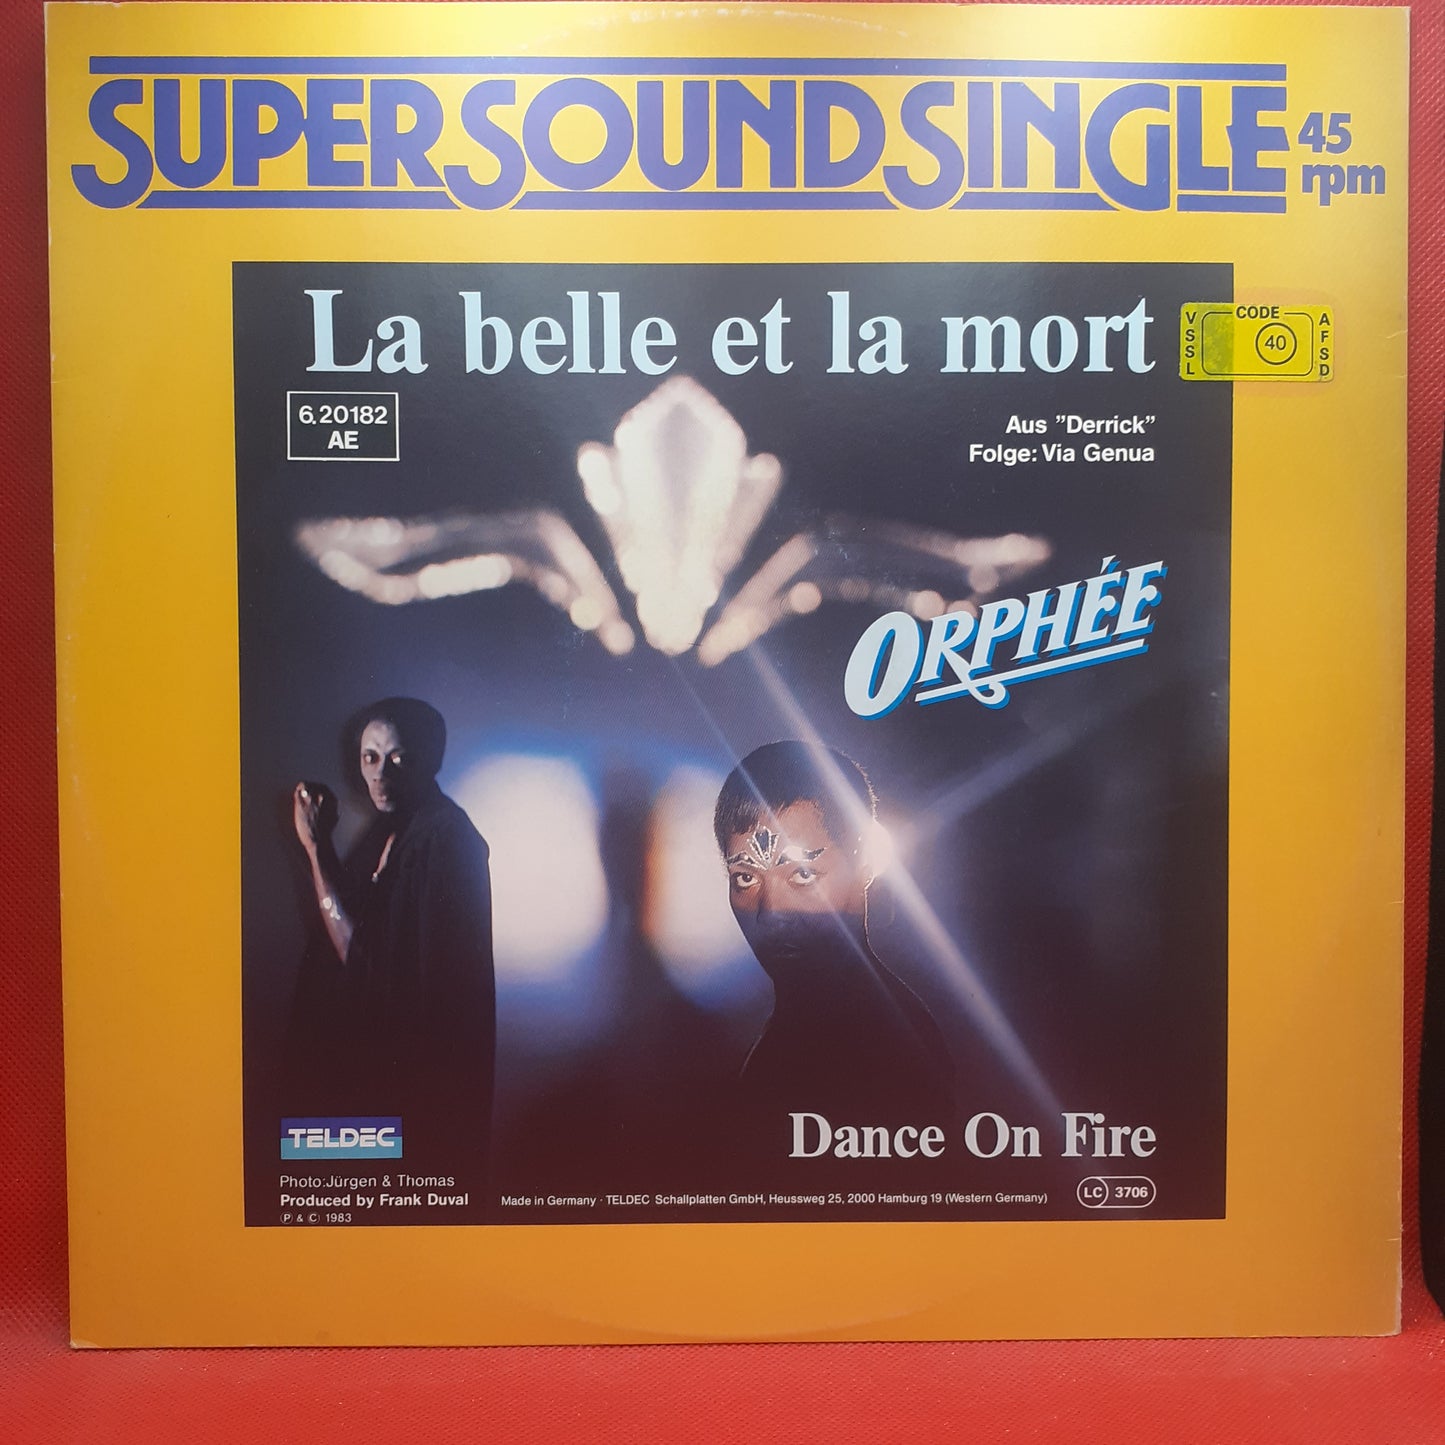 SUPERSOUNDSINGLE
45
rpm
La belle et la mort
VSSL
CODE
40
AFSD
6.20182
AE
Aus ”Derrick”
Folge: Via Genua
ORPHÉE
Dance On Fire
TELDEC
Photo:Jürgen & Thomas
Produced by Frank Duval
Ⓟ & Ⓒ 1983
Made in Germany · TELDEC Schallplatten GmbH, Heussweg 25, 2000 Hamburg 19 (Western Germany)
LC 3706